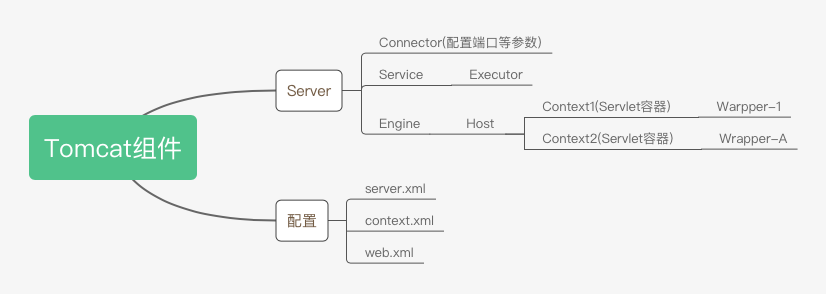 Tomcat组件
Server
Connector(配置端口等参数)
Service
Executor
Engine
Host
Context1(Servlet容器)
Warpper-1
Context2(Servlet容器)
Wrapper-A
配置
server.xml
context.xml
web.xml